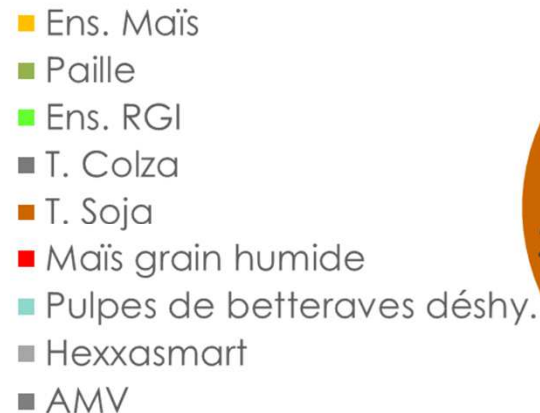 Ens. Maïs
Paille
Ens. RGI
T. Colza
T. Soja
Maïs grain humide
Pulpes de betteraves déshy.
Hexxasmart
AMV